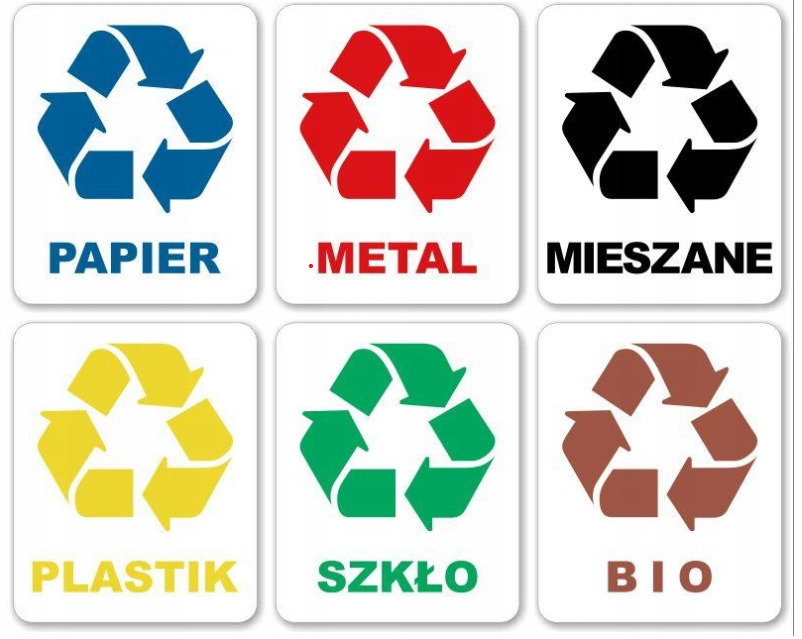 PAPIER
METAL
MIESZANE
PLASTIK
SZKŁO
BIO